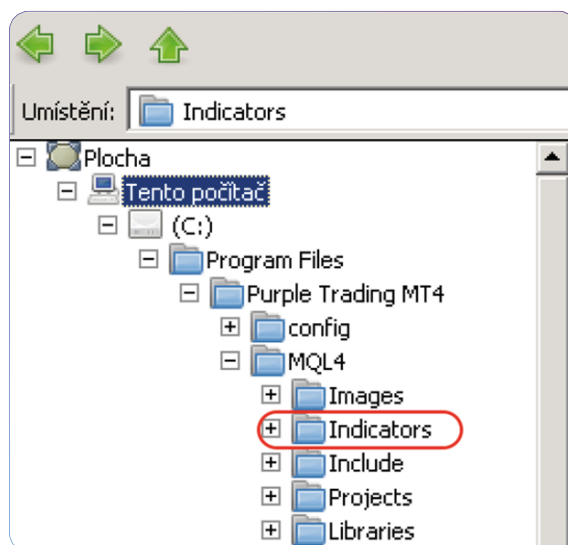 Umístění: Indicators
Plocha
Tento počítač
(C:)
Program Files
Purple Trading MT4
config
MQL4
Images
Indicators
Include
Projects
Libraries